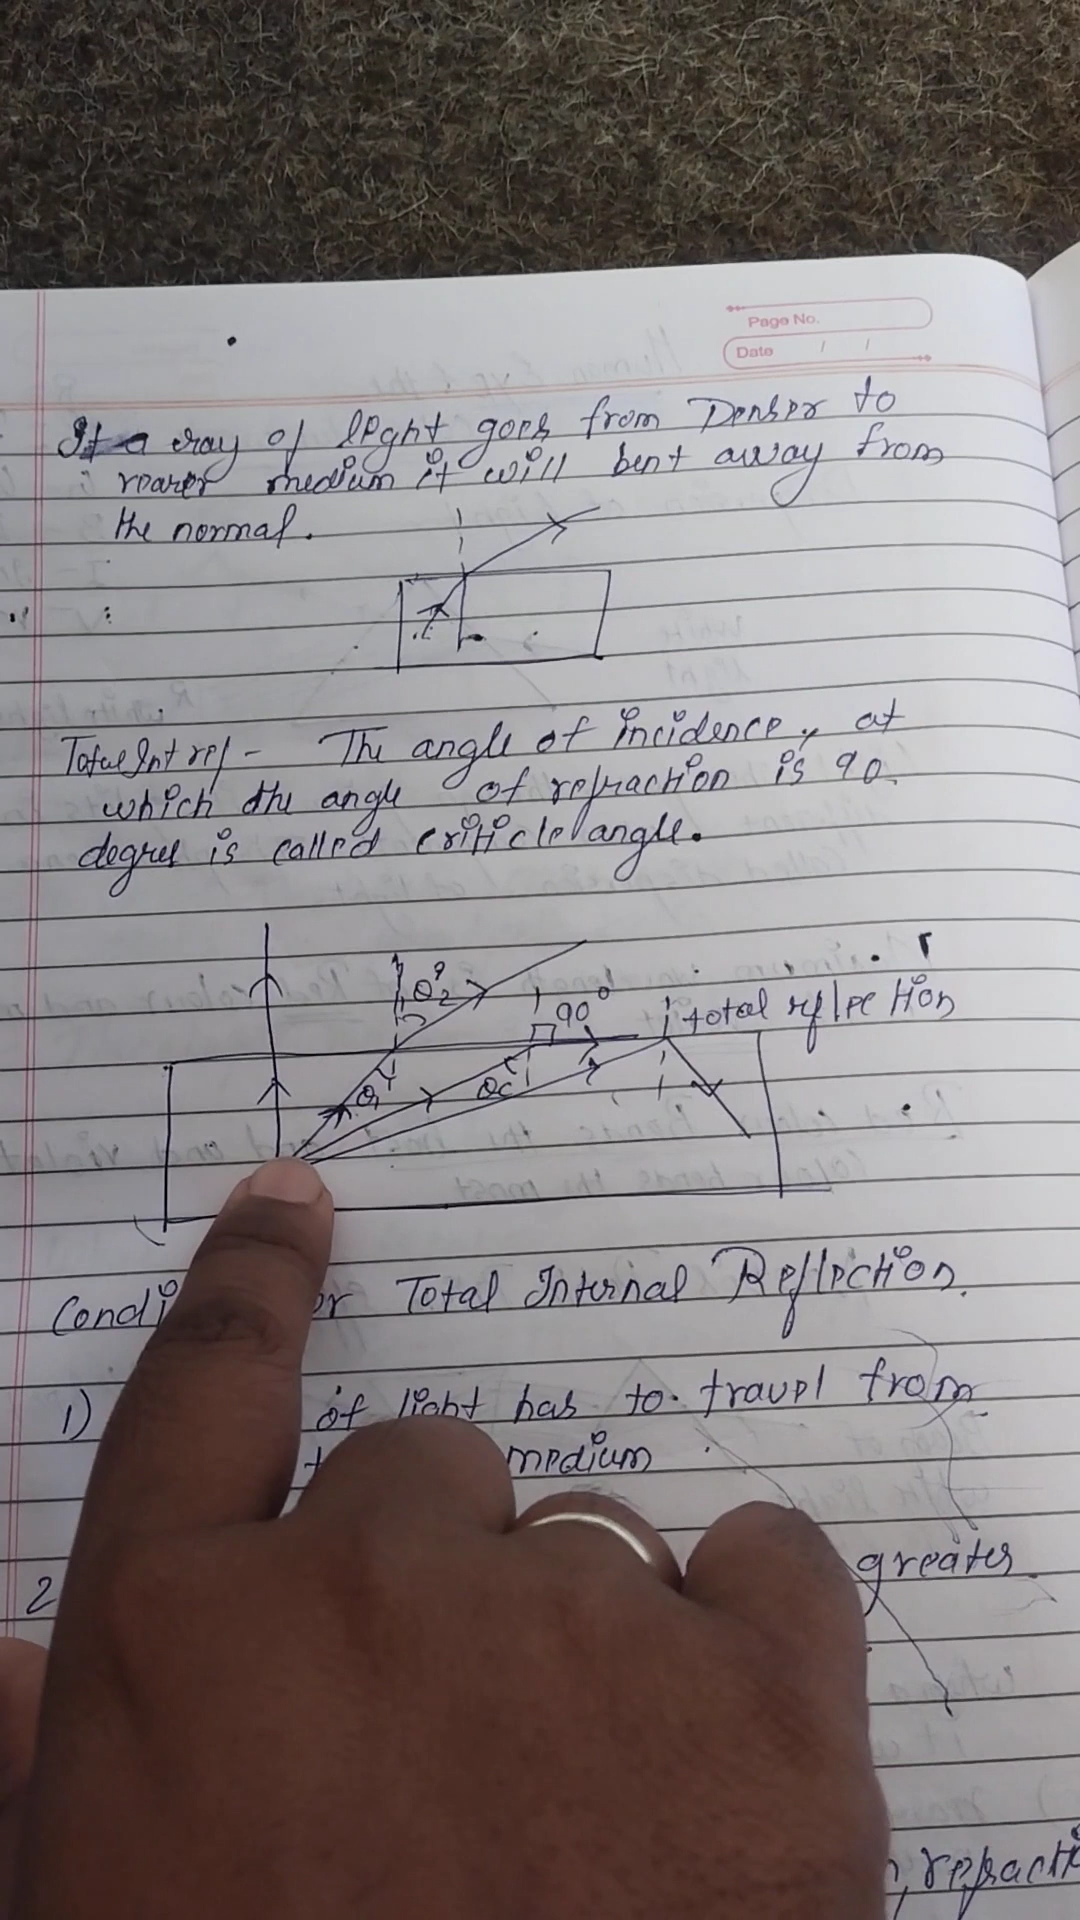 Page No.
Date / /
If a ray of light goes from Denser to
rearer medium it will bent away from
the normal.
i
Total Int ref - The angle of incidence, at
which the angle of refraction is 90
degree is called criticle angle.
θ2
90°
total reflection
θ1
θc
Condi or Total Internal Reflection.
1) of light has to travel from
medium
2 greater
, refracti